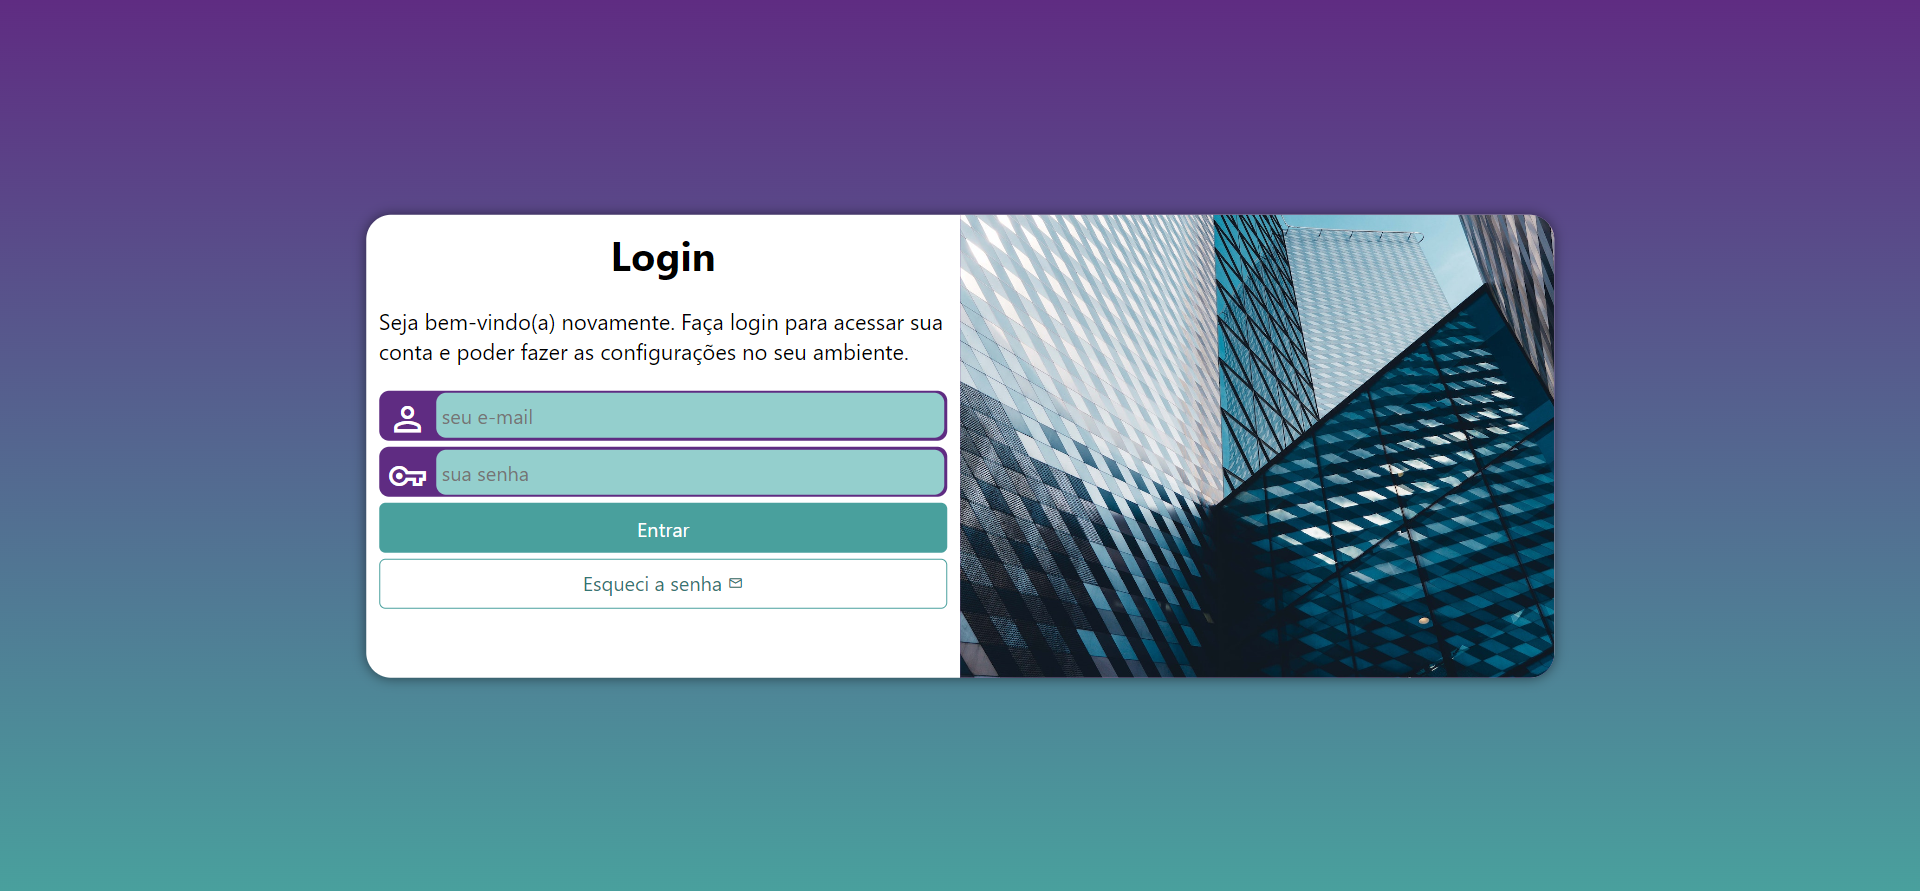 Login
Seja bem-vindo(a) novamente. Faça login para acessar sua
conta e poder fazer as configurações no seu ambiente.
seu e-mail
sua senha
Entrar
Esqueci a senha